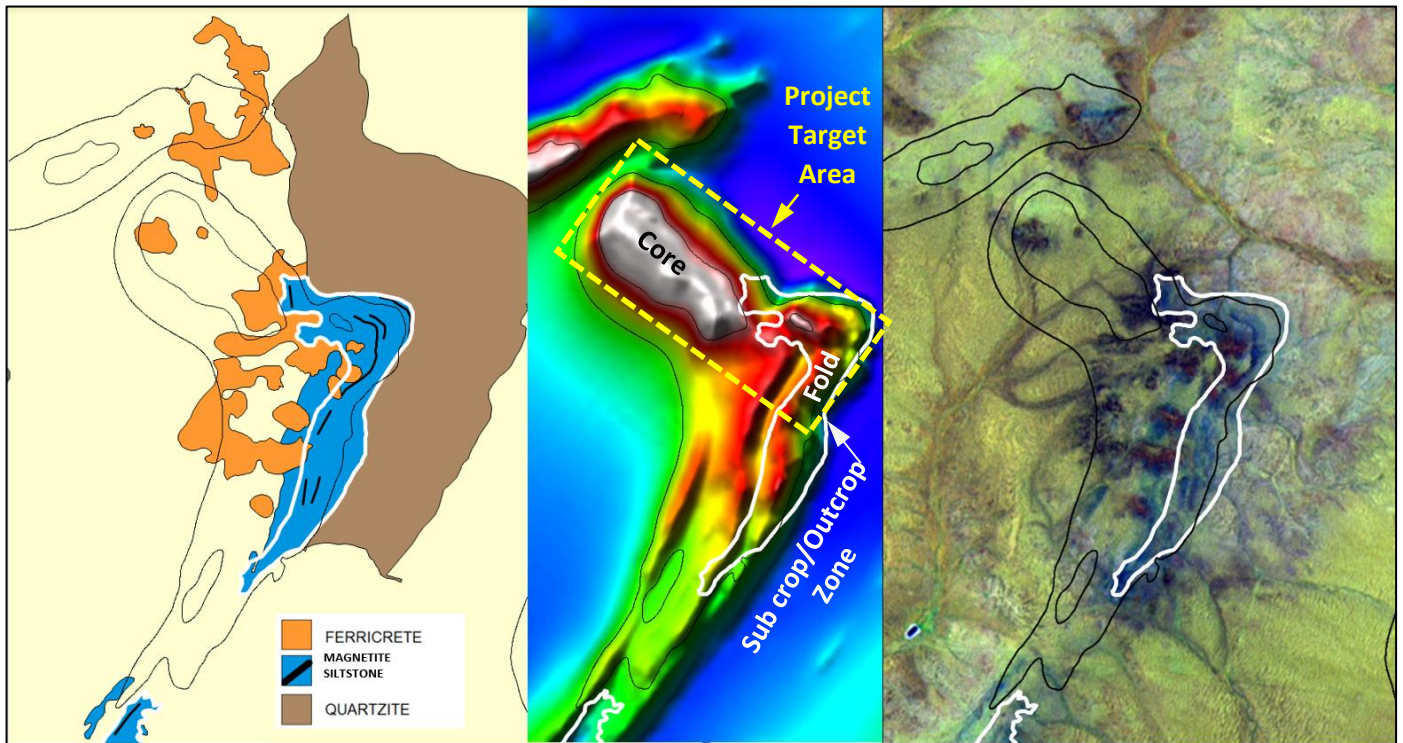 FERRICRETE
MAGNETITE
SILTSTONE
QUARTZITE
Project
Target
Area
Core
Fold
Sub crop/Outcrop
Zone